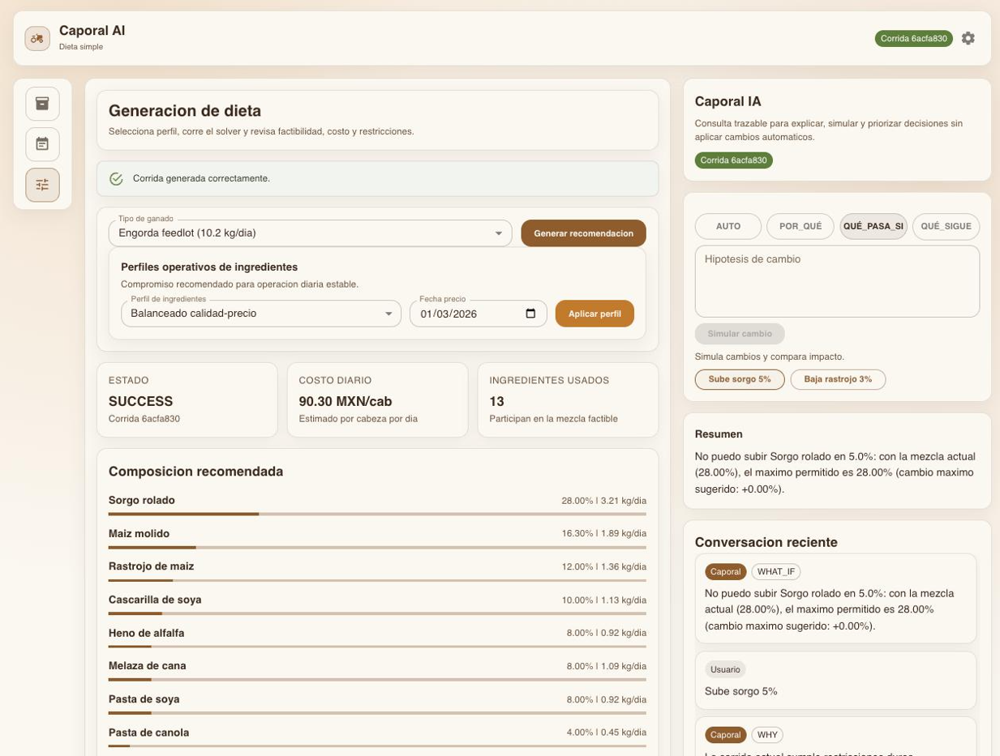 Caporal AI
Dieta simple
Corrida 6acfa830
Generacion de dieta
Selecciona perfil, corre el solver y revisa factibilidad, costo y restricciones.
Corrida generada correctamente.
Tipo de ganado
Engorda feedlot (10.2 kg/dia)
Generar recomendacion
Perfiles operativos de ingredientes
Compromiso recomendado para operacion diaria estable.
Perfil de ingredientes
Balanceado calidad-precio
Fecha precio
01/03/2026
Aplicar perfil
ESTADO
SUCCESS
Corrida 6acfa830
COSTO DIARIO
90.30 MXN/cab
Estimado por cabeza por dia
INGREDIENTES USADOS
13
Participan en la mezcla factible
Composicion recomendada
Sorgo rolado 28.00% | 3.21 kg/dia
Maiz molido 16.30% | 1.89 kg/dia
Rastrojo de maiz 12.00% | 1.36 kg/dia
Cascarilla de soya 10.00% | 1.13 kg/dia
Heno de alfalfa 8.00% | 0.92 kg/dia
Melaza de cana 8.00% | 1.09 kg/dia
Pasta de soya 8.00% | 0.92 kg/dia
Pasta de canola 4.00% | 0.45 kg/dia
Caporal IA
Consulta trazable para explicar, simular y priorizar decisiones sin
aplicar cambios automaticos.
Corrida 6acfa830
AUTO POR_QUÉ QUÉ_PASA_SI QUÉ_SIGUE
Hipotesis de cambio
Simular cambio
Simula cambios y compara impacto.
Sube sorgo 5% Baja rastrojo 3%
Resumen
No puedo subir Sorgo rolado en 5.0%: con la mezcla actual
(28.00%), el maximo permitido es 28.00% (cambio maximo
sugerido: +0.00%).
Conversacion reciente
Caporal WHAT_IF
No puedo subir Sorgo rolado en 5.0%: con la mezcla
actual (28.00%), el maximo permitido es 28.00%
(cambio maximo sugerido: +0.00%).
Usuario
Sube sorgo 5%
Caporal WHY